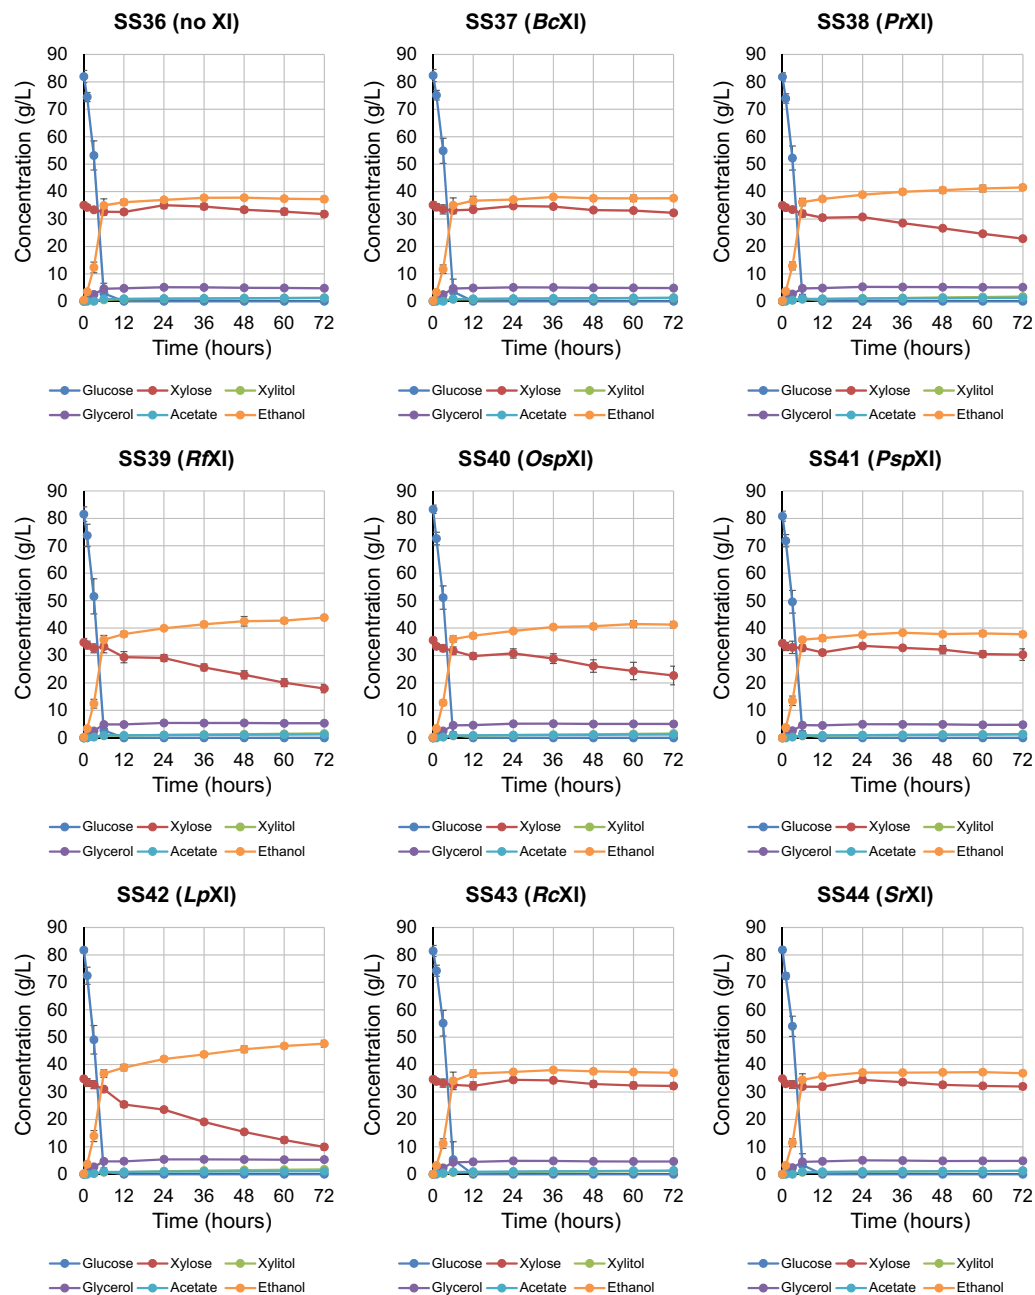 SS36 (no XI)
90
80
70
60
50
40
30
20
10
0
Concentration (g/L)
0 12 24 36 48 60 72
Time (hours)
Glucose Xylose Xylitol
Glycerol Acetate Ethanol
SS37 (BcXI)
90
80
70
60
50
40
30
20
10
0
Concentration (g/L)
0 12 24 36 48 60 72
Time (hours)
Glucose Xylose Xylitol
Glycerol Acetate Ethanol
SS38 (PrXI)
90
80
70
60
50
40
30
20
10
0
Concentration (g/L)
0 12 24 36 48 60 72
Time (hours)
Glucose Xylose Xylitol
Glycerol Acetate Ethanol
SS39 (RfXI)
90
80
70
60
50
40
30
20
10
0
Concentration (g/L)
0 12 24 36 48 60 72
Time (hours)
Glucose Xylose Xylitol
Glycerol Acetate Ethanol
SS40 (OspXI)
90
80
70
60
50
40
30
20
10
0
Concentration (g/L)
0 12 24 36 48 60 72
Time (hours)
Glucose Xylose Xylitol
Glycerol Acetate Ethanol
SS41 (PspXI)
90
80
70
60
50
40
30
20
10
0
Concentration (g/L)
0 12 24 36 48 60 72
Time (hours)
Glucose Xylose Xylitol
Glycerol Acetate Ethanol
SS42 (LpXI)
90
80
70
60
50
40
30
20
10
0
Concentration (g/L)
0 12 24 36 48 60 72
Time (hours)
Glucose Xylose Xylitol
Glycerol Acetate Ethanol
SS43 (RcXI)
90
80
70
60
50
40
30
20
10
0
Concentration (g/L)
0 12 24 36 48 60 72
Time (hours)
Glucose Xylose Xylitol
Glycerol Acetate Ethanol
SS44 (SrXI)
90
80
70
60
50
40
30
20
10
0
Concentration (g/L)
0 12 24 36 48 60 72
Time (hours)
Glucose Xylose Xylitol
Glycerol Acetate Ethanol